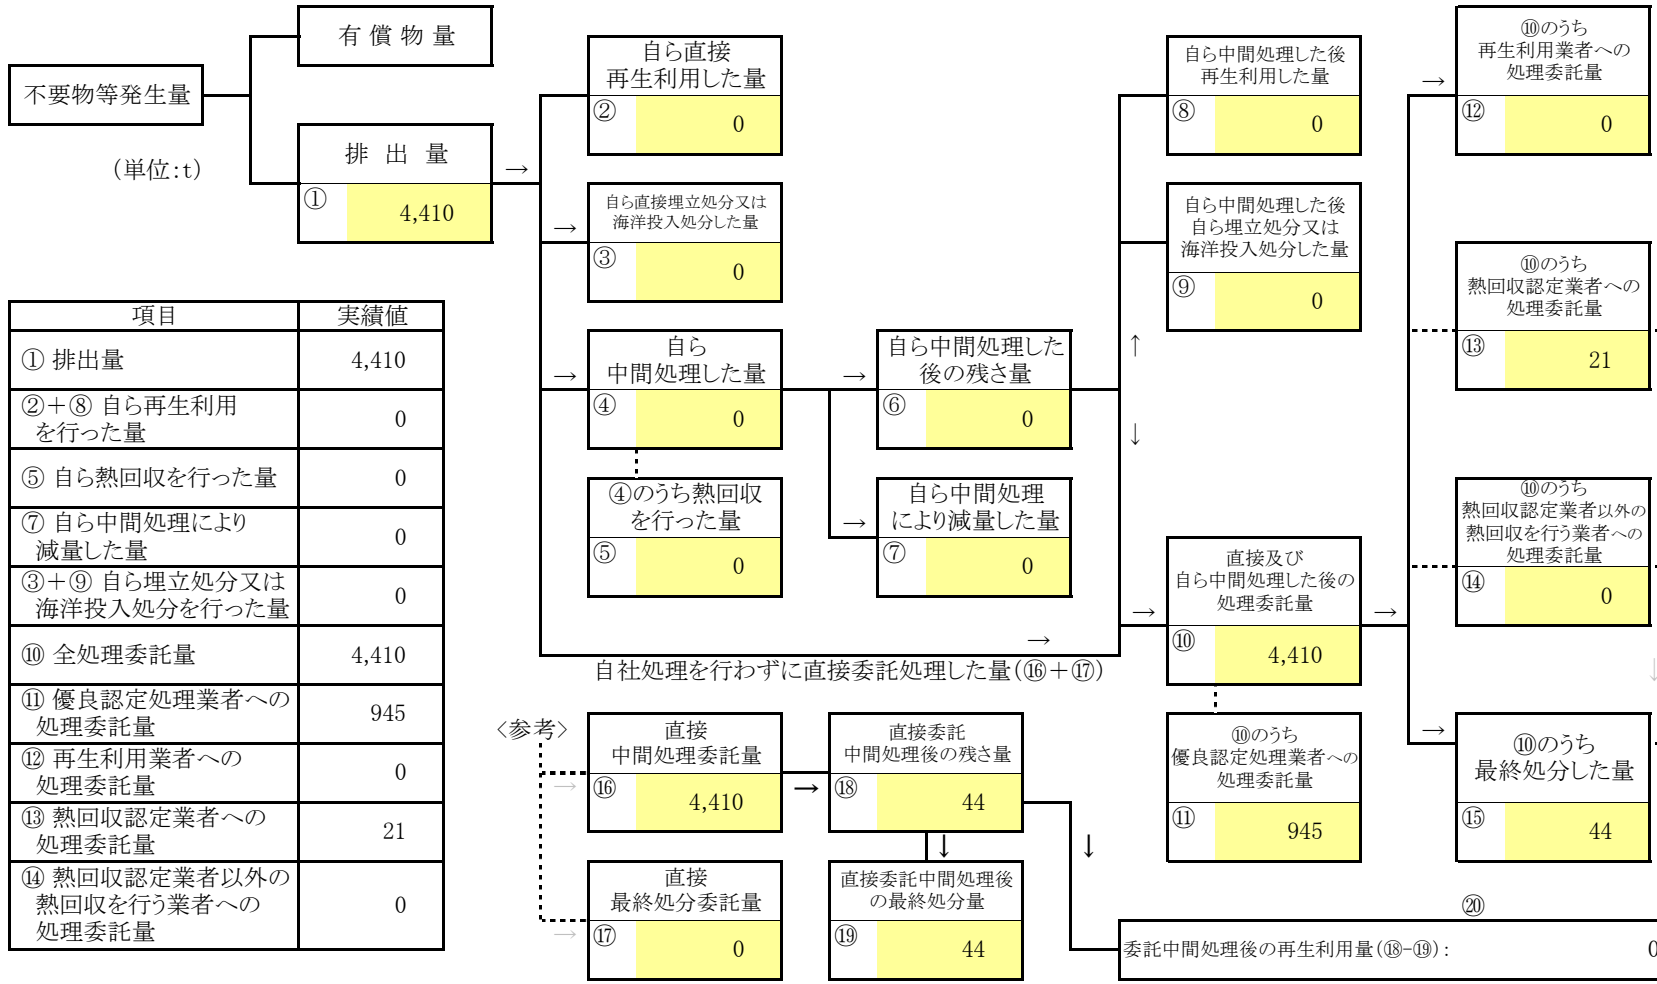 有 償 物 量
不要物等発生量
(単位:t)
排 出 量
①
4,410
→
自ら直接
再生利用した量
②
0
→
自ら直接埋立処分又は
海洋投入処分した量
③
0
→
自ら
中間処理した量
④
0
④のうち熱回収
を行った量
⑤
0
→
自ら中間処理した
後の残さ量
⑥
0
→
自ら中間処理
により減量した量
⑦
0
↑
↓
自ら中間処理した後
再生利用した量
⑧
0
自ら中間処理した後
自ら埋立処分又は
海洋投入処分した量
⑨
0
→
自社処理を行わずに直接委託処理した量(⑯+⑰)
→
直接及び
自ら中間処理した後の
処理委託量
⑩
4,410
⑩のうち
優良認定処理業者への
処理委託量
⑪
945
→
→
⑩のうち
再生利用業者への
処理委託量
⑫
0
⑩のうち
熱回収認定業者への
処理委託量
⑬
21
⑩のうち
熱回収認定業者以外の
熱回収を行う業者への
処理委託量
⑭
0
↓
→
⑩のうち
最終処分した量
⑮
44
項目 実績値
① 排出量 4,410
②+⑧ 自ら再生利用
を行った量 0
⑤ 自ら熱回収を行った量 0
⑦ 自ら中間処理により
減量した量 0
③+⑨ 自ら埋立処分又は
海洋投入処分を行った量 0
⑩ 全処理委託量 4,410
⑪ 優良認定処理業者への
処理委託量 945
⑫ 再生利用業者への
処理委託量 0
⑬ 熱回収認定業者への
処理委託量 21
⑭ 熱回収認定業者以外の
熱回収を行う業者への
処理委託量 0
<参考>
→
直接
中間処理委託量
⑯
4,410
→
直接委託
中間処理後の残さ量
⑱
44
↓
↓
→
直接
最終処分委託量
⑰
0
直接委託中間処理後
の最終処分量
⑲
44
⑳
委託中間処理後の再生利用量(⑱-⑲): 0